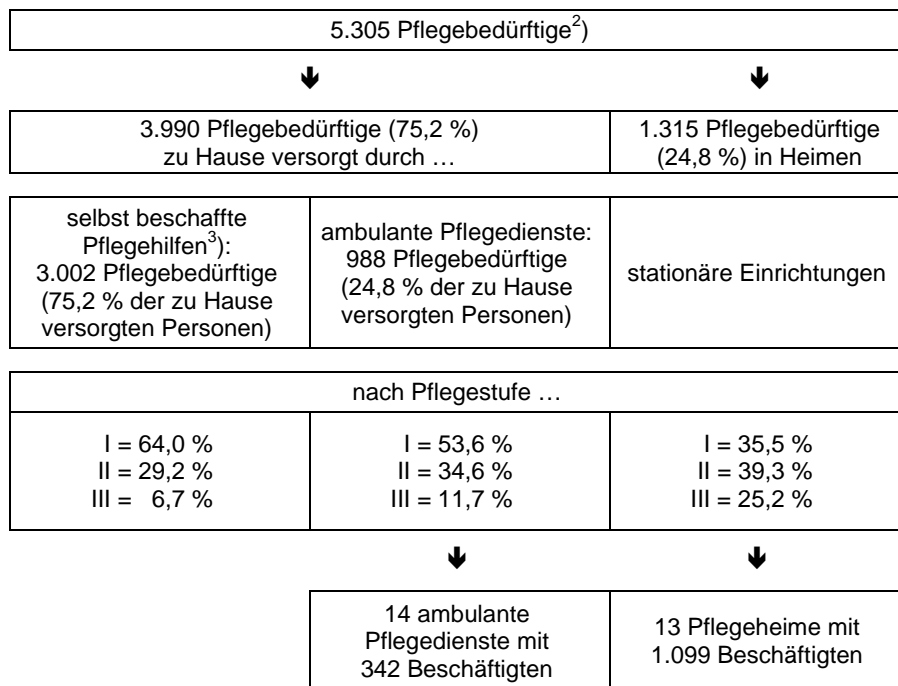 5.305 Pflegebedürftige²)
3.990 Pflegebedürftige (75,2 %)
zu Hause versorgt durch …
1.315 Pflegebedürftige
(24,8 %) in Heimen
selbst beschaffte
Pflegehilfen³):
3.002 Pflegebedürftige
(75,2 % der zu Hause
versorgten Personen)
ambulante Pflegedienste:
988 Pflegebedürftige
(24,8 % der zu Hause
versorgten Personen)
stationäre Einrichtungen
nach Pflegestufe …
I = 64,0 %
II = 29,2 %
III = 6,7 %
I = 53,6 %
II = 34,6 %
III = 11,7 %
I = 35,5 %
II = 39,3 %
III = 25,2 %
14 ambulante
Pflegedienste mit
342 Beschäftigten
13 Pflegeheime mit
1.099 Beschäftigten